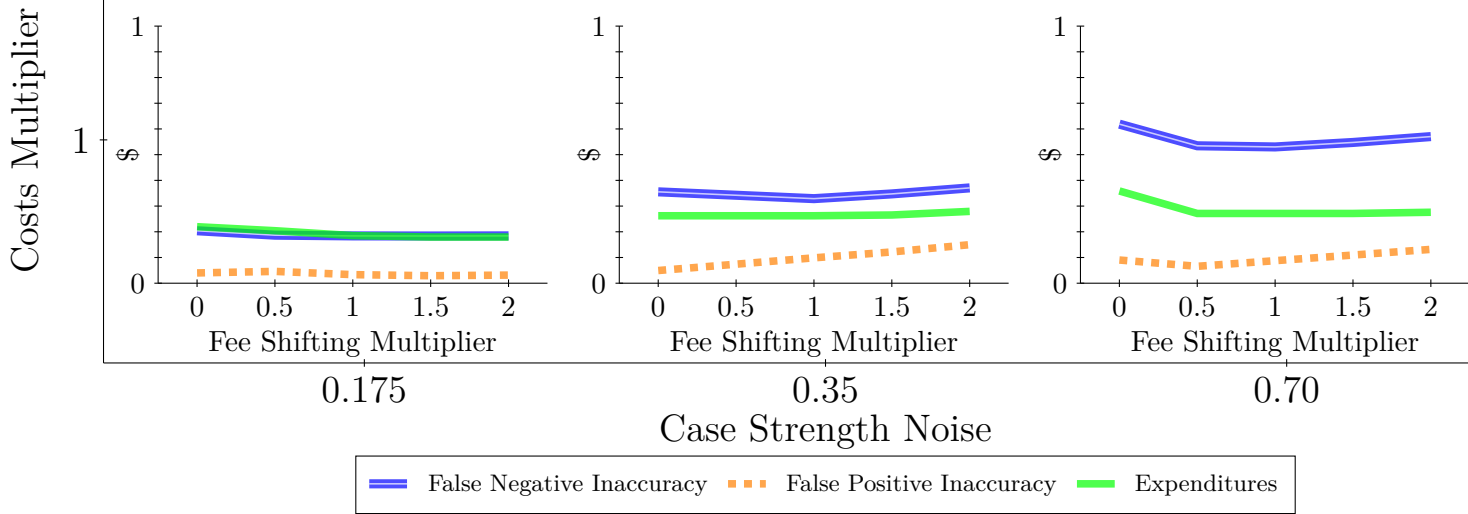 Costs Multiplier
1
1
$
0
0 0.5 1 1.5 2
Fee Shifting Multiplier
1
$
0
0 0.5 1 1.5 2
Fee Shifting Multiplier
1
$
0
0 0.5 1 1.5 2
Fee Shifting Multiplier
0.175 0.35 0.70
Case Strength Noise
False Negative Inaccuracy False Positive Inaccuracy Expenditures